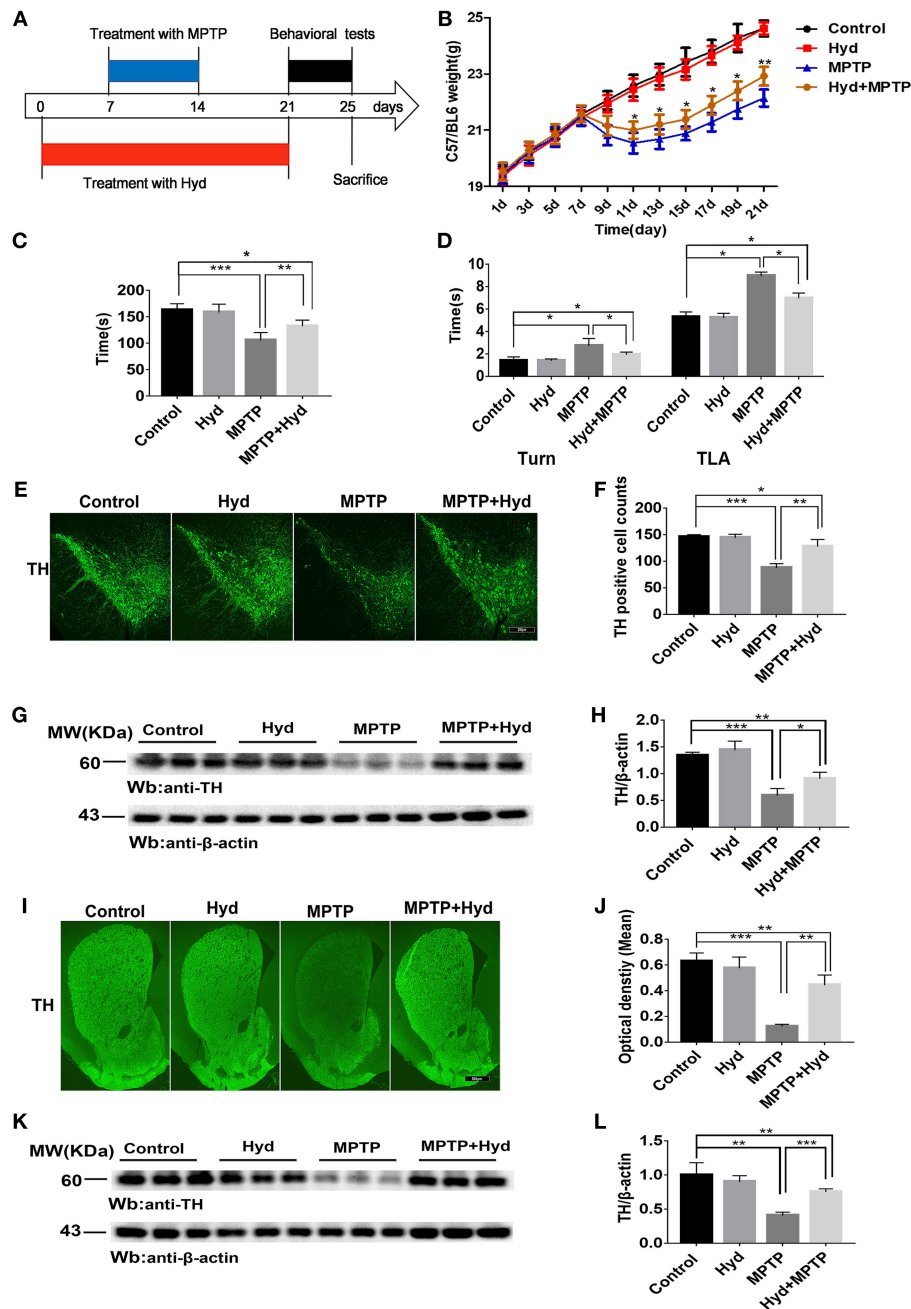 A
Treatment with MPTP
Behavioral tests
0
7
14
21
25
days
Treatment with Hyd
Sacrifice
B
C57/BL6 weight(g)
25
23
21
19
Control
Hyd
MPTP
Hyd+MPTP
* * * * * **
1d 3d 5d 7d 9d 11d 13d 15d 17d 19d 21d
Time(day)
C
Time(s)
200
150
100
50
0
*
*** **
Control Hyd MPTP MPTP+Hyd
D
Time(s)
10
8
6
4
2
0
*
* *
*
* *
Control Hyd MPTP Hyd+MPTP
Control Hyd MPTP Hyd+MPTP
Turn TLA
E
Control Hyd MPTP MPTP+Hyd
TH
F
TH positive cell counts
200
150
100
50
0
*
*** **
Control Hyd MPTP MPTP+Hyd
G
MW(KDa) Control Hyd MPTP MPTP+Hyd
60
Wb:anti-TH
43
Wb:anti-β-actin
H
TH/β-actin
2.0
1.5
1.0
0.5
0.0
**
*** *
Control Hyd MPTP Hyd+MPTP
I
Control Hyd MPTP MPTP+Hyd
TH
J
Optical denstiy (Mean)
0.8
0.6
0.4
0.2
0.0
**
*** **
Control Hyd MPTP MPTP+Hyd
K
MW(KDa) Control Hyd MPTP MPTP+Hyd
60
Wb:anti-TH
43
Wb:anti-β-actin
L
TH/β-actin
1.5
1.0
0.5
0.0
**
** ***
Control Hyd MPTP Hyd+MPTP